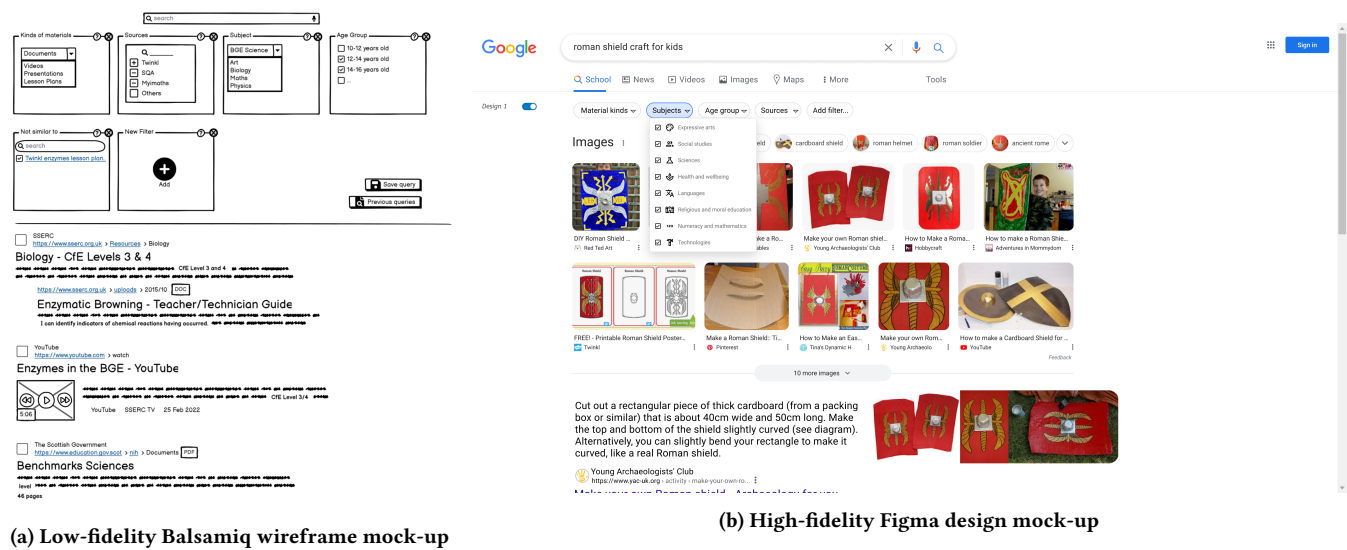 search
Kinds of materials
Documents
Videos
Presentations
Lesson Plans
Sources
Twinkl
SQA
Myimaths
Others
Subject
BGE Science
Art
Biology
Maths
Physics
Age Group
10-12 years old
12-14 years old
14-16 years old
...
Not similar to
search
Twinkl enzymes lesson plan.
New Filter
Add
Save query
Previous queries
SSERC
https://www.sserc.org.uk > Resources > Biology
Biology - CfE Levels 3 & 4
CfE Level 3 and 4
https://www.sserc.org.uk > uploads > 2015/10 DOC
Enzymatic Browning - Teacher/Technician Guide
I can identify indicators of chemical reactions having occurred.
YouTube
https://www.youtube.com > watch
Enzymes in the BGE - YouTube
CfE Level 3/4
5:06
YouTube SSERC TV 25 Feb 2022
The Scottish Government
https://www.education.gov.scot > nih > Documents PDF
Benchmarks Sciences
level
46 pages
(a) Low-fidelity Balsamiq wireframe mock-up
Google
roman shield craft for kids
Sign in
School News Videos Images Maps More Tools
Design 1
Material kinds Subjects Age group Sources Add filter...
Expressive arts
Social studies
Sciences
Health and wellbeing
Languages
Religious and moral education
Numeracy and mathematics
Technologies
Images
eld cardboard shield roman helmet roman soldier ancient rome
DIY Roman Shield ... ke a Ro... Make your own Roman shiel... How to Make a Roma... How to make a Roman Shie...
Red Ted Art ables Young Archaeologists' Club Hobbycraft Adventures in Mommydom
FREE! - Printable Roman Shield Poster... Make a Roman Shield:: Ti... How to Make an Eas... Make your own Rom... How to make a Cardboard Shield for ...
Twinkl Pinterest Tina's Dynamic H Young Archaeolo YouTube
Feedback
10 more images
Cut out a rectangular piece of thick cardboard (from a packing
box or similar) that is about 40cm wide and 50cm long. Make
the top and bottom of the shield slightly curved (see diagram).
Alternatively, you can slightly bend your rectangle to make it
curved, like a real Roman shield.
Young Archaeologists' Club
https://www.yac-uk.org › activity › make-your-own-ro...
Make your own Roman shield - Archaeology for you
(b) High-fidelity Figma design mock-up